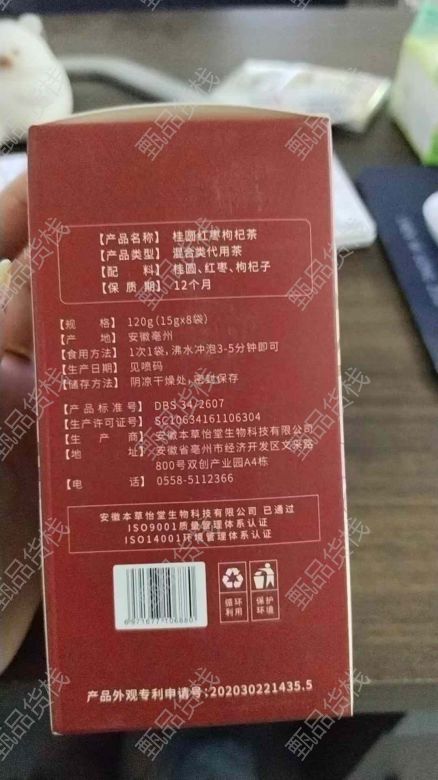 【产品名称】 桂圆红枣枸杞茶
【产品类型】 混合类代用茶
【配料】 桂圆、红枣、枸杞子
【保质期】 12个月
【规格】 120g(15gx8袋)
【产地】 安徽亳州
【食用方法】 1次1袋,沸水冲泡3-5分钟即可
【生产日期】 见喷码
【储存方法】 阴凉干燥处,密封保存
【产品标准号】 DBS 34/2607
【生产许可证号】 SC10634161106304
【生产商】 安徽本草怡堂生物科技有限公司
【地址】 安徽省亳州市经济开发区文采路
800号双创产业园A4栋
【电话】 0558-5112366
安徽本草怡堂生物科技有限公司 已通过
ISO9001质量管理体系认证
ISO14001环境管理体系认证
6971677106880
循环利用
保护环境
产品外观专利申请号:202030221435.5
甄品货栈